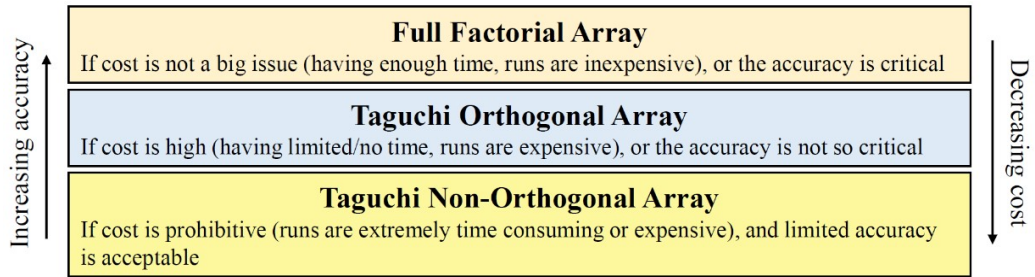 Increasing accuracy
Full Factorial Array
If cost is not a big issue (having enough time, runs are inexpensive), or the accuracy is critical
Taguchi Orthogonal Array
If cost is high (having limited/no time, runs are expensive), or the accuracy is not so critical
Taguchi Non-Orthogonal Array
If cost is prohibitive (runs are extremely time consuming or expensive), and limited accuracy
is acceptable
Decreasing cost